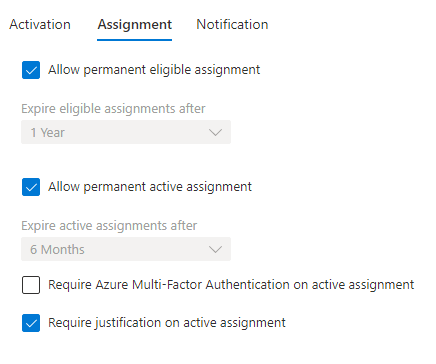 Activation Assignment Notification
Allow permanent eligible assignment
Expire eligible assignments after
1 Year
Allow permanent active assignment
Expire active assignments after
6 Months
Require Azure Multi-Factor Authentication on active assignment
Require justification on active assignment